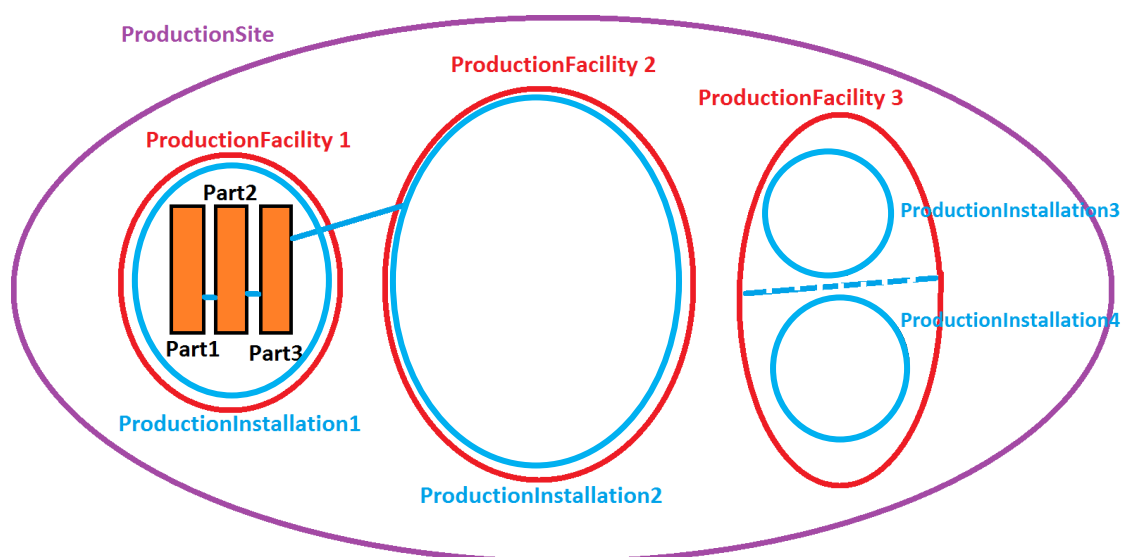 ProductionSite
ProductionFacility 2
ProductionFacility 3
ProductionFacility 1
Part2
ProductionInstallation3
ProductionInstallation4
Part1
Part3
ProductionInstallation1
ProductionInstallation2